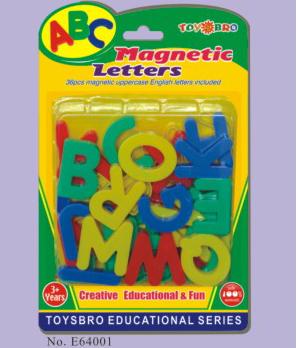 ABC
TOYSBRO
Magnetic
Letters
36pcs magnetic uppercase English letters included
3+
Years
Creative Educational & Fun
100%
TOYSBRO EDUCATIONAL SERIES
No. E64001